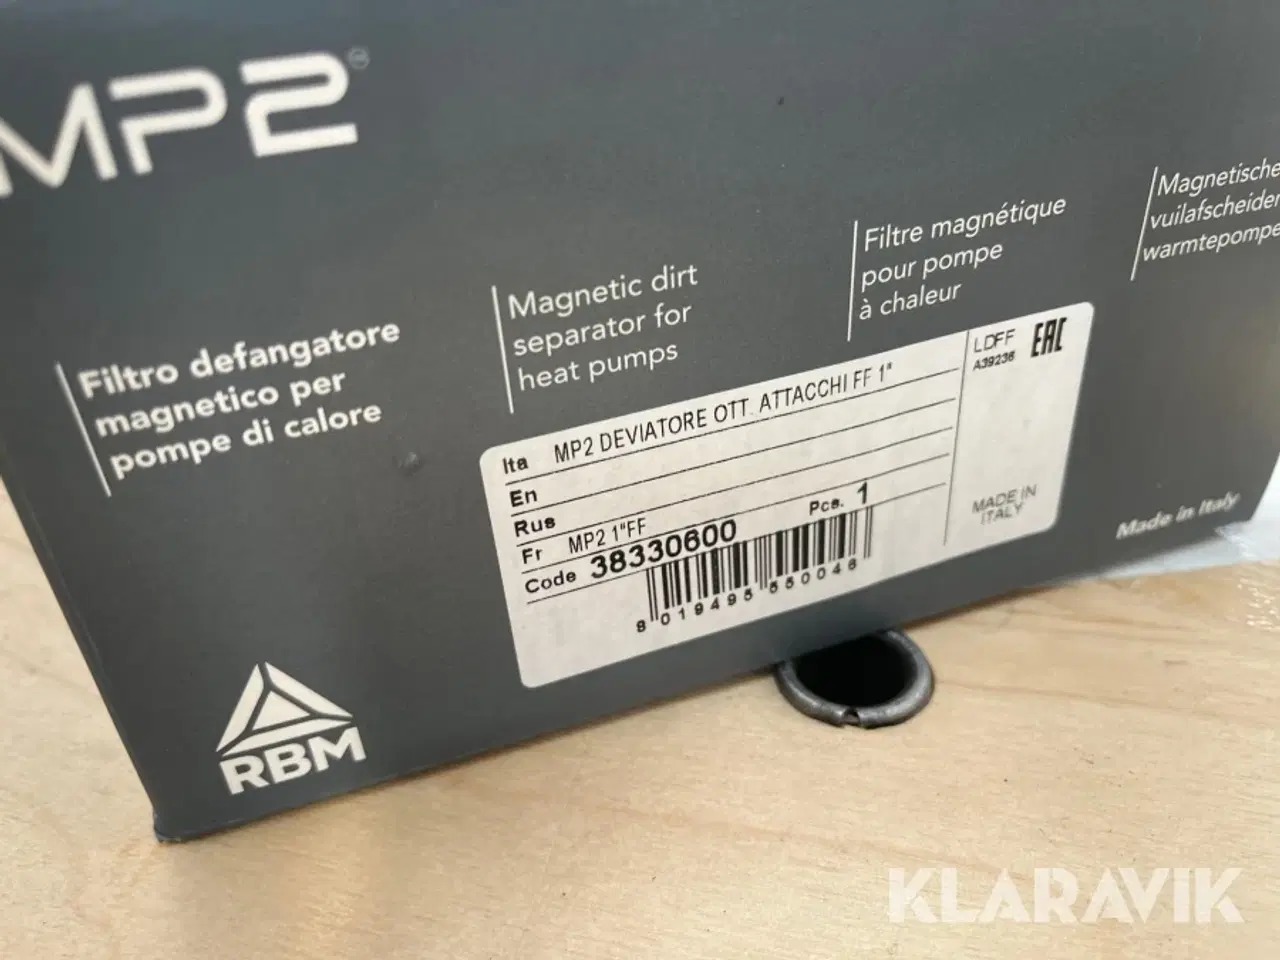 MP2
Filtro defangatore
magnetico per
pompe di calore
Magnetic dirt
separator for
heat pumps
Filtre magnétique
pour pompe
à chaleur
Magnetische
vuilafscheider
warmtepompe
Ita MP2 DEVIATORE OTT. ATTACCHI FF 1"
En
Rus
Fr MP2 1"FF
Code 38330600 Pcs. 1
8 019495 550046
LDFF
A39236
EAC
MADE IN
ITALY
Made in Italy
RBM
KLARAVIK